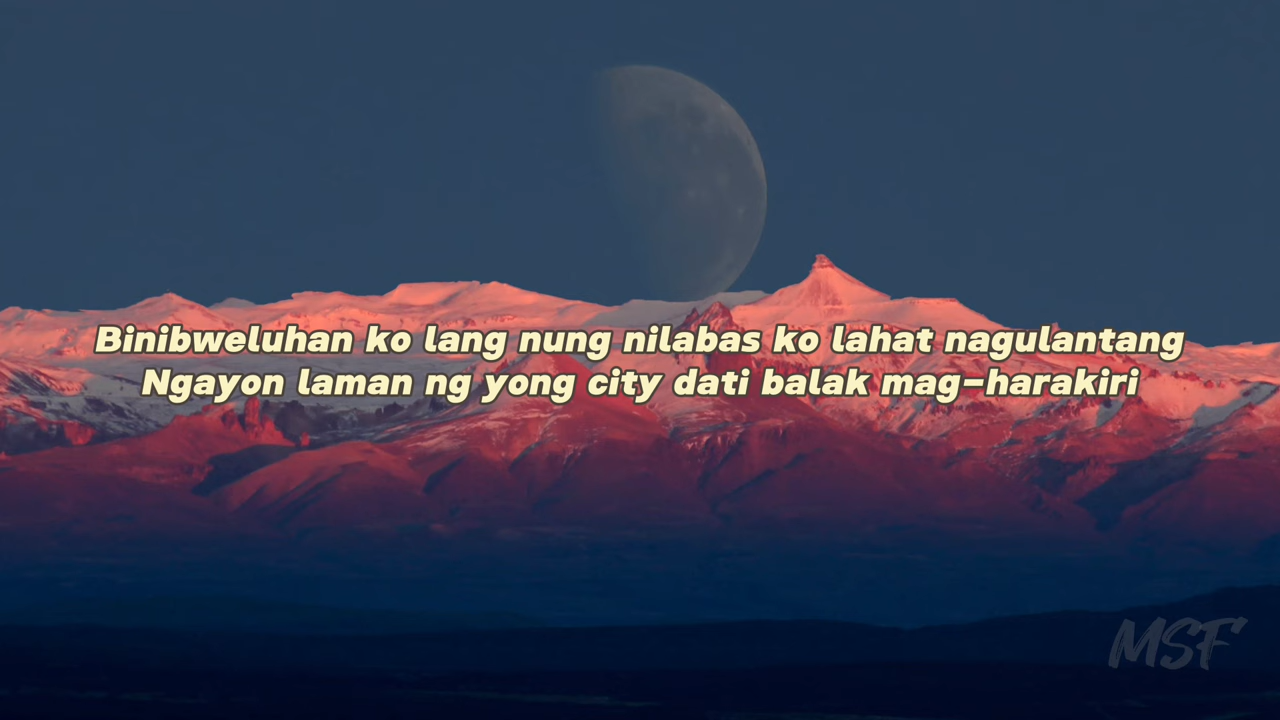 Binibweluhan ko lang nung nilabas ko lahat nagulantang
Ngayon laman ng yong city dati balak mag-harakiri
MSF